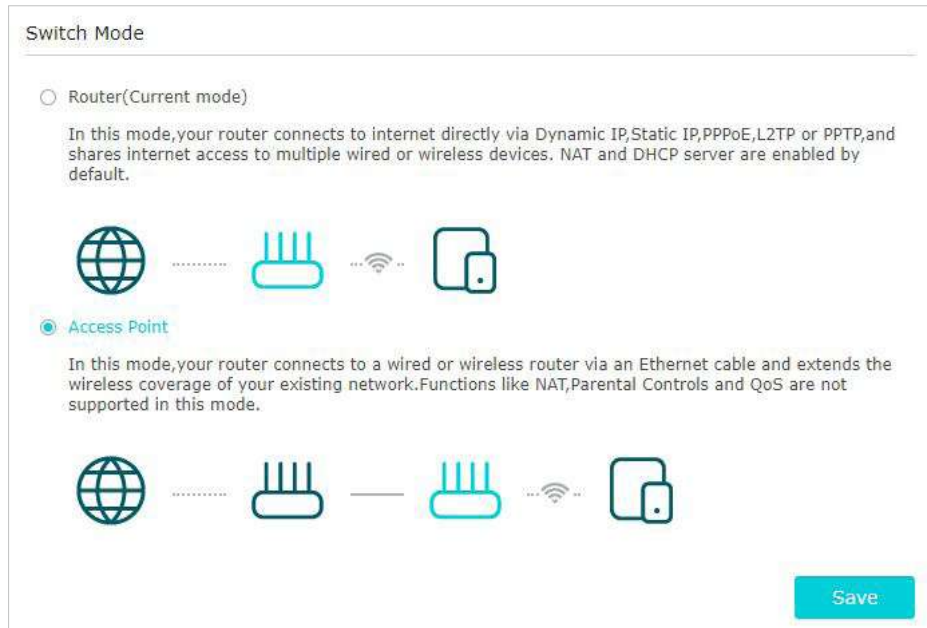 Switch Mode
Router(Current mode)
In this mode,your router connects to internet directly via Dynamic IP,Static IP,PPPoE,L2TP or PPTP,and
shares internet access to multiple wired or wireless devices. NAT and DHCP server are enabled by
default.
Access Point
In this mode,your router connects to a wired or wireless router via an Ethernet cable and extends the
wireless coverage of your existing network.Functions like NAT,Parental Controls and QoS are not
supported in this mode.
Save